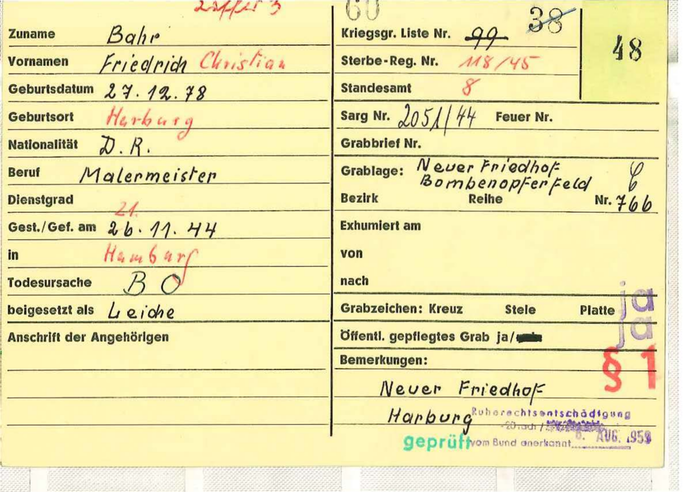 60
38
Zuname Bahr
Kriegsgr. Liste Nr. 99
48
Vornamen Friedrich Christian
Sterbe-Reg. Nr. 118/45
Geburtsdatum 27.12.78
Standesamt 8
Geburtsort Harburg
Sarg Nr. 2051/44 Feuer Nr.
Nationalität D.R.
Grabbrief Nr.
Beruf Malermeister
Grablage: Neuer Friedhof
Bombenopferfeld
Dienstgrad
Bezirk Reihe Nr. 766
21.
Gest./Gef. am 26.11.44
Exhumiert am
in Hamburg
von
Todesursache BO
nach
beigesetzt als Leiche
Grabzeichen: Kreuz Stele Platte ja
Anschrift der Angehörigen
Öffentl. gepflegtes Grab ja/ ja
Bemerkungen:
§ 1
Neuer Friedhof
Harburg
Ruherechtsentschädigung
geprüft
vom Bund anerkannt
6. AUG. 1959